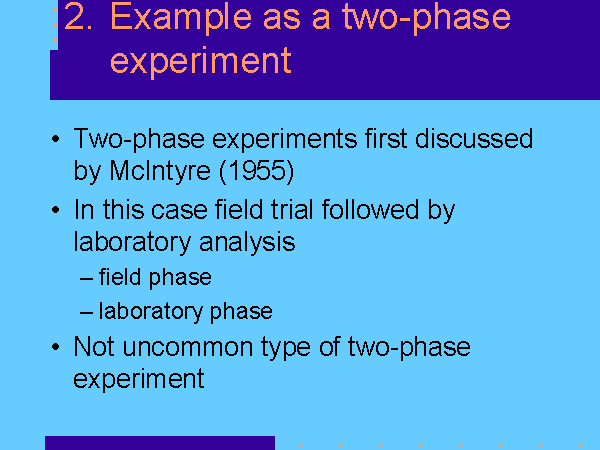 2. Example as a two-phase
experiment
• Two-phase experiments first discussed
by McIntyre (1955)
• In this case field trial followed by
laboratory analysis
– field phase
– laboratory phase
• Not uncommon type of two-phase
experiment